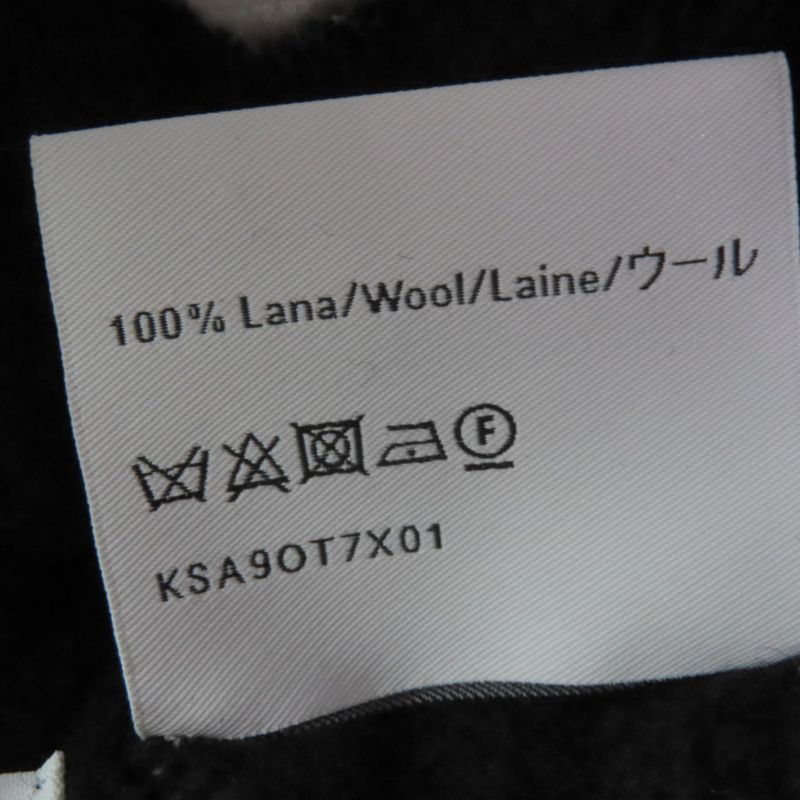 100% Lana/Wool/Laine/ウール
F
KSA9OT7X01